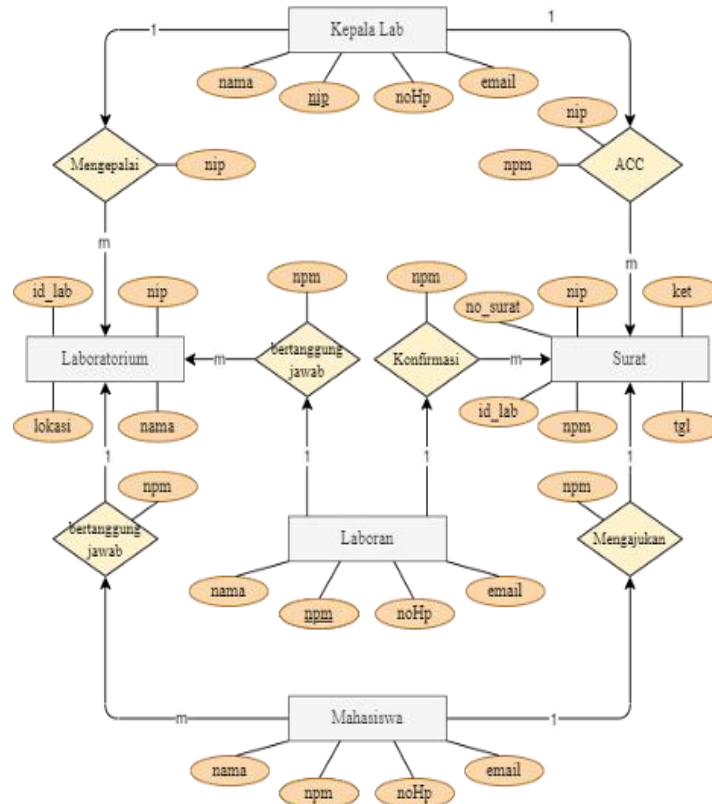 1
Kepala Lab
1
nama
nip
noHp
email
nip
Mengepalai
nip
npm
ACC
m
m
id_lab
nip
npm
npm
no_surat
nip
ket
Laboratorium
m
bertanggung
jawab
Konfirmasi
m
Surat
lokasi
nama
id_lab
npm
tgl
1
1
1
1
npm
bertanggung
jawab
npm
Mengajukan
Laboran
nama
npm
noHp
email
m
Mahasiswa
1
nama
npm
noHp
email